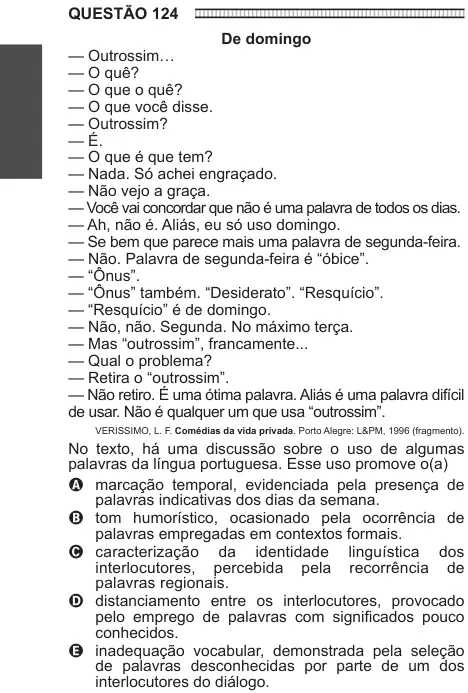 QUESTÃO 124
De domingo
— Outrossim…
— O quê?
— O que o quê?
— O que você disse.
— Outrossim?
— É.
— O que é que tem?
— Nada. Só achei engraçado.
— Não vejo a graça.
— Você vai concordar que não é uma palavra de todos os dias.
— Ah, não é. Aliás, eu só uso domingo.
— Se bem que parece mais uma palavra de segunda-feira.
— Não. Palavra de segunda-feira é “óbice”.
— “Ônus”.
— “Ônus” também. “Desiderato”. “Resquício”.
— “Resquício” é de domingo.
— Não, não. Segunda. No máximo terça.
— Mas “outrossim”, francamente...
— Qual o problema?
— Retira o “outrossim”.
— Não retiro. É uma ótima palavra. Aliás é uma palavra difícil
de usar. Não é qualquer um que usa “outrossim”.
VERISSIMO, L. F. Comédias da vida privada. Porto Alegre: L&PM, 1996 (fragmento).
No texto, há uma discussão sobre o uso de algumas
palavras da língua portuguesa. Esse uso promove o(a)
A marcação temporal, evidenciada pela presença de
palavras indicativas dos dias da semana.
B tom humorístico, ocasionado pela ocorrência de
palavras empregadas em contextos formais.
C caracterização da identidade linguística dos
interlocutores, percebida pela recorrência de
palavras regionais.
D distanciamento entre os interlocutores, provocado
pelo emprego de palavras com significados pouco
conhecidos.
E inadequação vocabular, demonstrada pela seleção
de palavras desconhecidas por parte de um dos
interlocutores do diálogo.